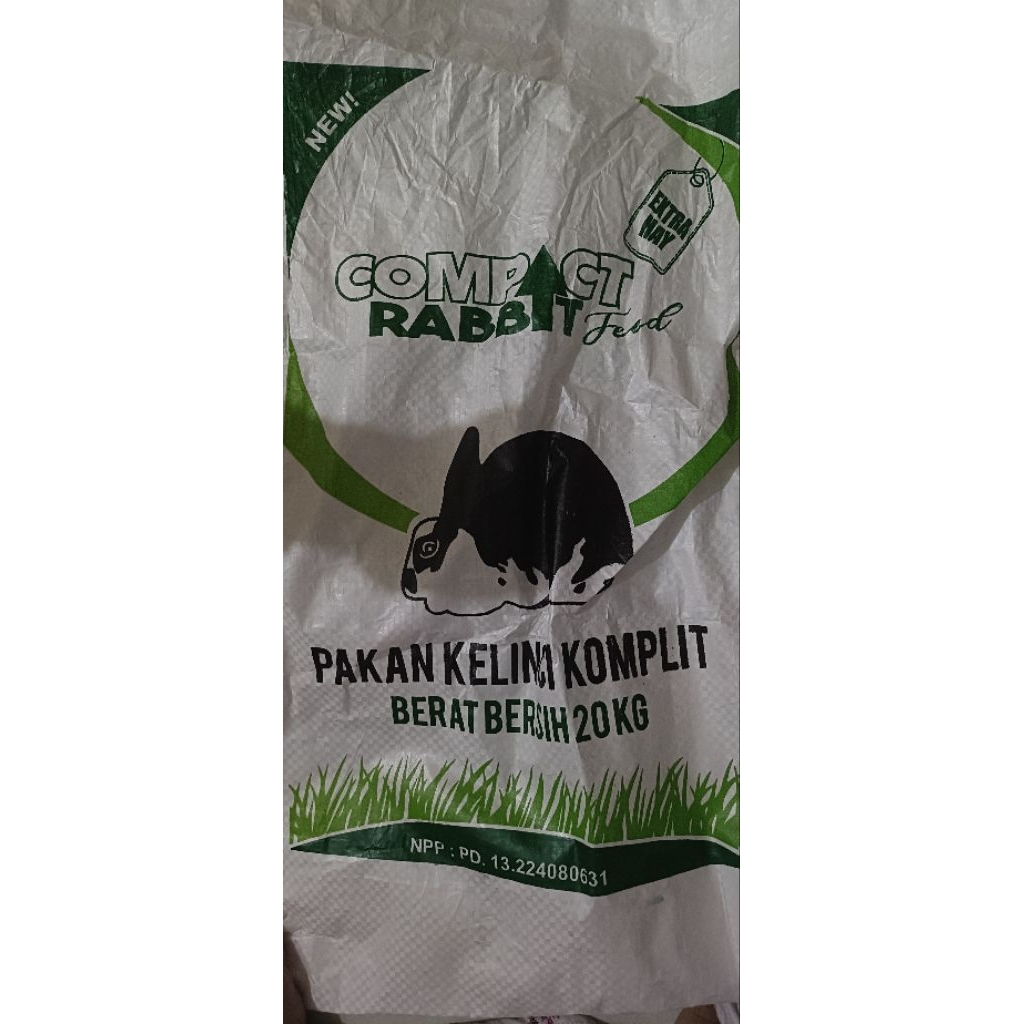 NEW!
EXTRA
HAY
COMPACT
RABBIT Feed
PAKAN KELINCI KOMPLIT
BERAT BERSIH 20 KG
NPP : PD. 13.224080631